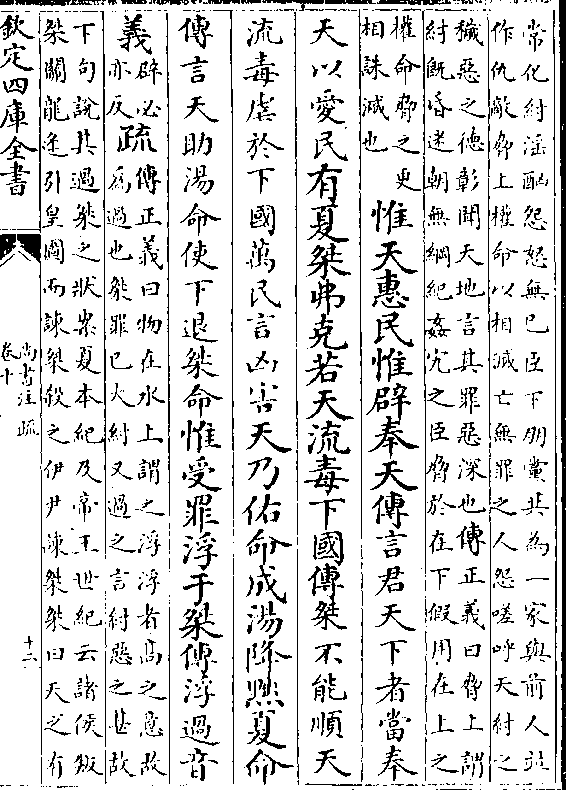 常化紂淫酗怨怒無已臣下朋黨共為一家與前人並
作仇敵脅上權命以相滅亡無罪之人怨嗟呼天紂之
穢惡之德彰聞天地言其罪惡深也傳正義曰脅上謂
紂既昏迷朝無綱紀姦宄之臣脅於在下假用在上之
權命脅之更
相誅滅也
惟天惠民惟辟奉天傳言君天下者當奉
天以愛民有夏桀弗克若天流毒下國傳桀不能順天
流毒虐於下國萬民言凶害天乃佑命成湯降黜夏命
傳言天助湯命使下退桀命惟受罪浮于桀傳浮過音
義辟必
亦反
疏傳正義曰物在水上謂之浮浮者高之意故
為過也桀罪已大紂又過之言紂惡之甚故
下句說其過桀之狀案夏本紀及帝王世紀云諸侯叛
桀關龍逢引皇圖而諫桀殺之伊尹諫桀桀曰天之有
欽定四庫全書
尚書注疏
卷十
十二